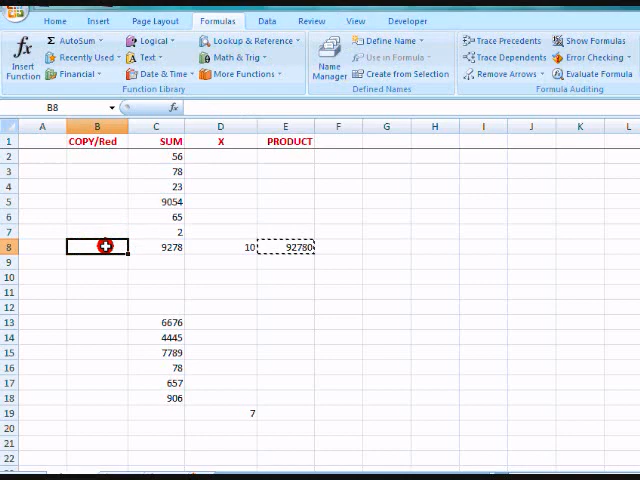 Home Insert Page Layout Formulas Data Review View Developer
AutoSum Logical Lookup & Reference Define Name Trace Precedents Show Formulas
Recently Used Text Math & Trig Use in Formula Trace Dependents Error Checking
Insert Function Financial Date & Time More Functions Name Manager Create from Selection Remove Arrows Evaluate Formula
Function Library Defined Names Formula Auditing
B8 fx
A B C D E F G H I J K L
1 COPY/Red SUM X PRODUCT
2 56
3 78
4 23
5 9054
6 65
7 2
8 9278 10 92780
9
10
11
12
13 6676
14 4445
15 7789
16 78
17 657
18 906
19 7
20
21
22